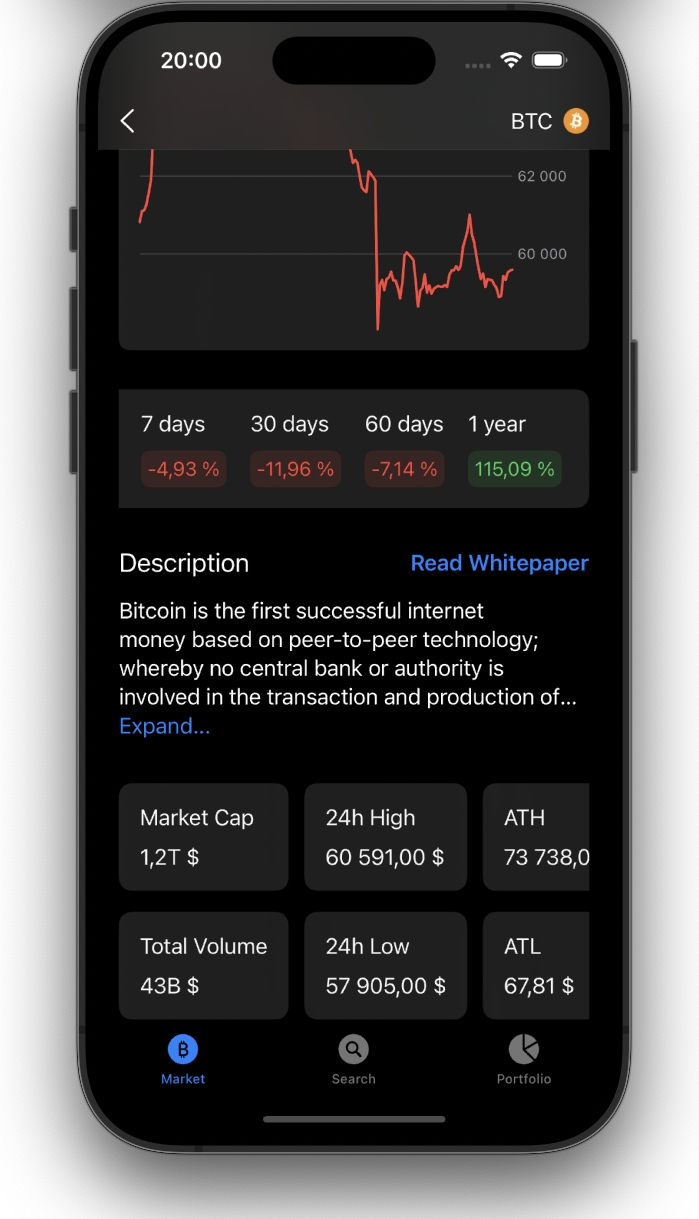 20:00
BTC
62 000
60 000
7 days 30 days 60 days 1 year
-4,93 % -11,96 % -7,14 % 115,09 %
Description Read Whitepaper
Bitcoin is the first successful internet
money based on peer-to-peer technology;
whereby no central bank or authority is
involved in the transaction and production of...
Expand...
Market Cap 24h High ATH
1,2T $ 60 591,00 $ 73 738,0
Total Volume 24h Low ATL
43B $ 57 905,00 $ 67,81 $
Market Search Portfolio